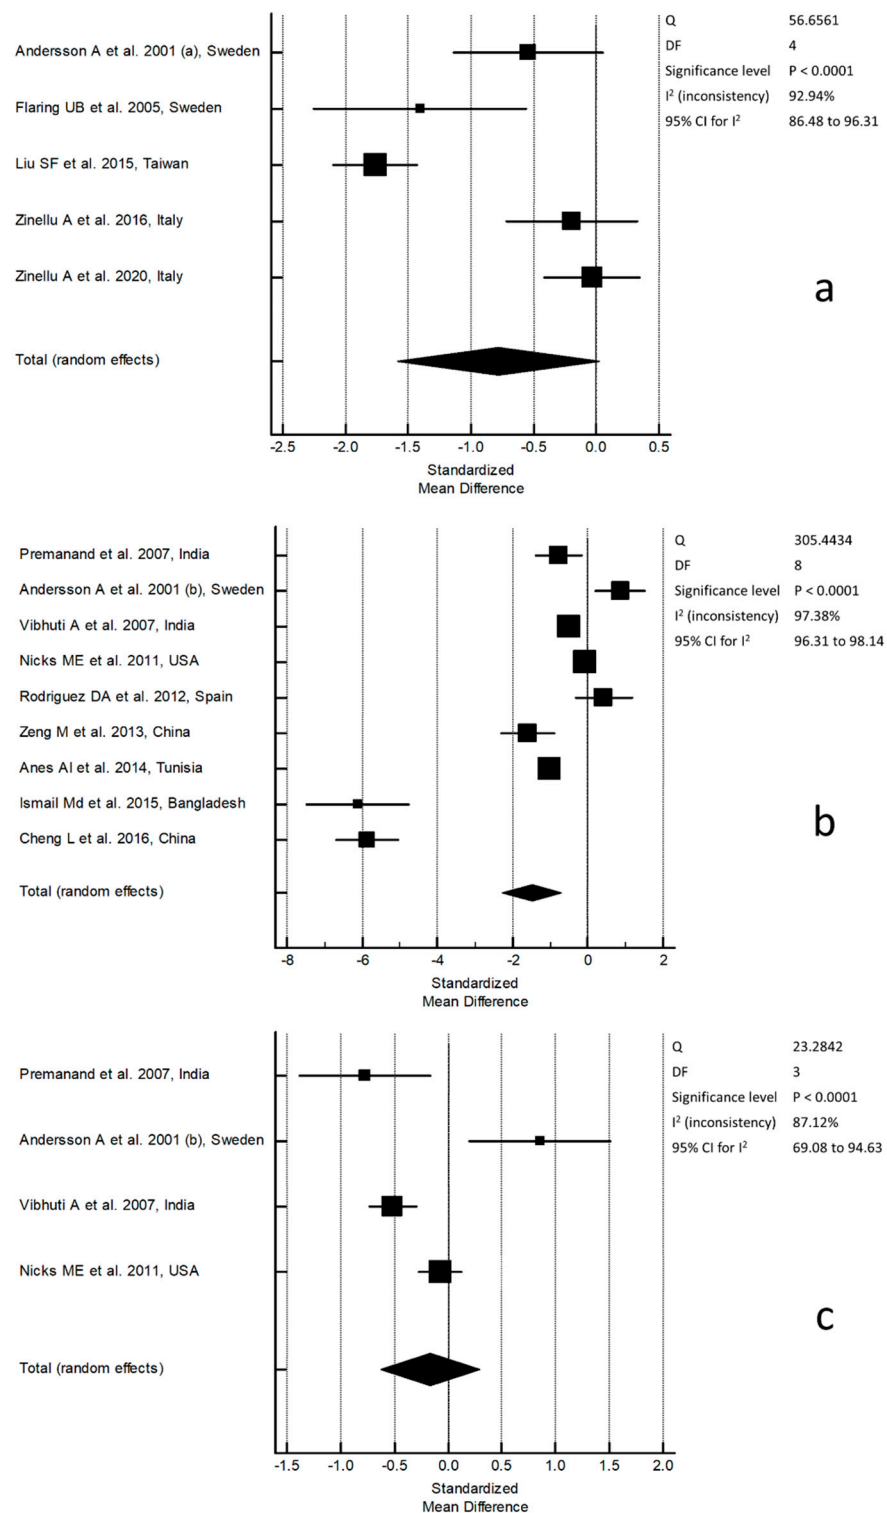 Q 56.6561
Andersson A et al. 2001 (a), Sweden
DF 4
Significance level P < 0.0001
I² (inconsistency) 92.94%
Flaring UB et al. 2005, Sweden
95% CI for I² 86.48 to 96.31
Liu SF et al. 2015, Taiwan
Zinellu A et al. 2016, Italy
Zinellu A et al. 2020, Italy
a
Total (random effects)
-2.5 -2.0 -1.5 -1.0 -0.5 0.0 0.5
Standardized
Mean Difference
Q 305.4434
Premanand et al. 2007, India
DF 8
Andersson A et al. 2001 (b), Sweden
Significance level P < 0.0001
I² (inconsistency) 97.38%
Vibhuti A et al. 2007, India
95% CI for I² 96.31 to 98.14
Nicks ME et al. 2011, USA
Rodriguez DA et al. 2012, Spain
Zeng M et al. 2013, China
Anes AI et al. 2014, Tunisia
Ismail Md et al. 2015, Bangladesh
b
Cheng L et al. 2016, China
Total (random effects)
-8 -6 -4 -2 0 2
Standardized
Mean Difference
Q 23.2842
Premanand et al. 2007, India
DF 3
Significance level P < 0.0001
I² (inconsistency) 87.12%
Andersson A et al. 2001 (b), Sweden
95% CI for I² 69.08 to 94.63
Vibhuti A et al. 2007, India
Nicks ME et al. 2011, USA
c
Total (random effects)
-1.5 -1.0 -0.5 0.0 0.5 1.0 1.5 2.0
Standardized
Mean Difference